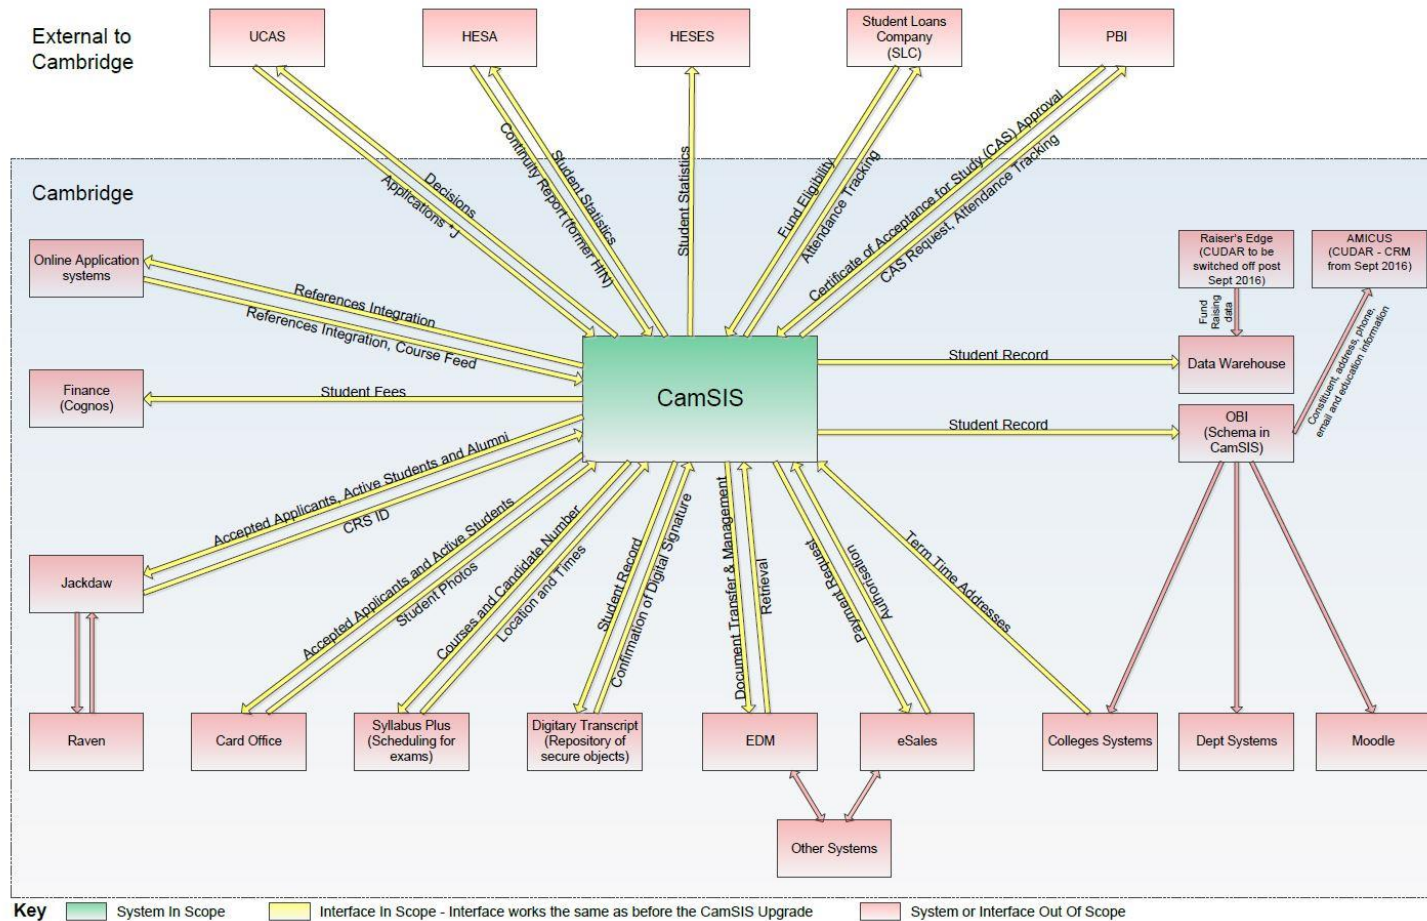 External to
Cambridge
UCAS
HESA
HESES
Student Loans
Company
(SLC)
PBI
Cambridge
Decisions
Applications *J
Student Statistics
Continuity Report (former HIN)
Student Statistics
Fund Eligibility
Attendance Tracking
Certificate of Acceptance for Study (CAS) Approval
CAS Request, Attendance Tracking
Online Application
systems
References Integration
References Integration, Course Feed
Raiser's Edge
(CUDAR to be
switched off post
Sept 2016)
AMICUS
(CUDAR - CRM
from Sept 2016)
Fund
Raising
data
Constituent, address, phone,
email and education information
Finance
(Cognos)
Student Fees
CamSIS
Student Record
Data Warehouse
Student Record
OBI
(Schema in
CamSIS)
Accepted Applicants, Active Students and Alumni
CRS ID
Jackdaw
Accepted Applicants and Active Students
Student Photos
Courses and Candidate Number
Location and Times
Student Record
Confirmation of Digital Signature
Document Transfer & Management
Retrieval
Payment Request
Authorisation
Term Time Addresses
Raven
Card Office
Syllabus Plus
(Scheduling for
exams)
Digitary Transcript
(Repository of
secure objects)
EDM
eSales
Colleges Systems
Dept Systems
Moodle
Other Systems
Key
System In Scope
Interface In Scope - Interface works the same as before the CamSIS Upgrade
System or Interface Out Of Scope